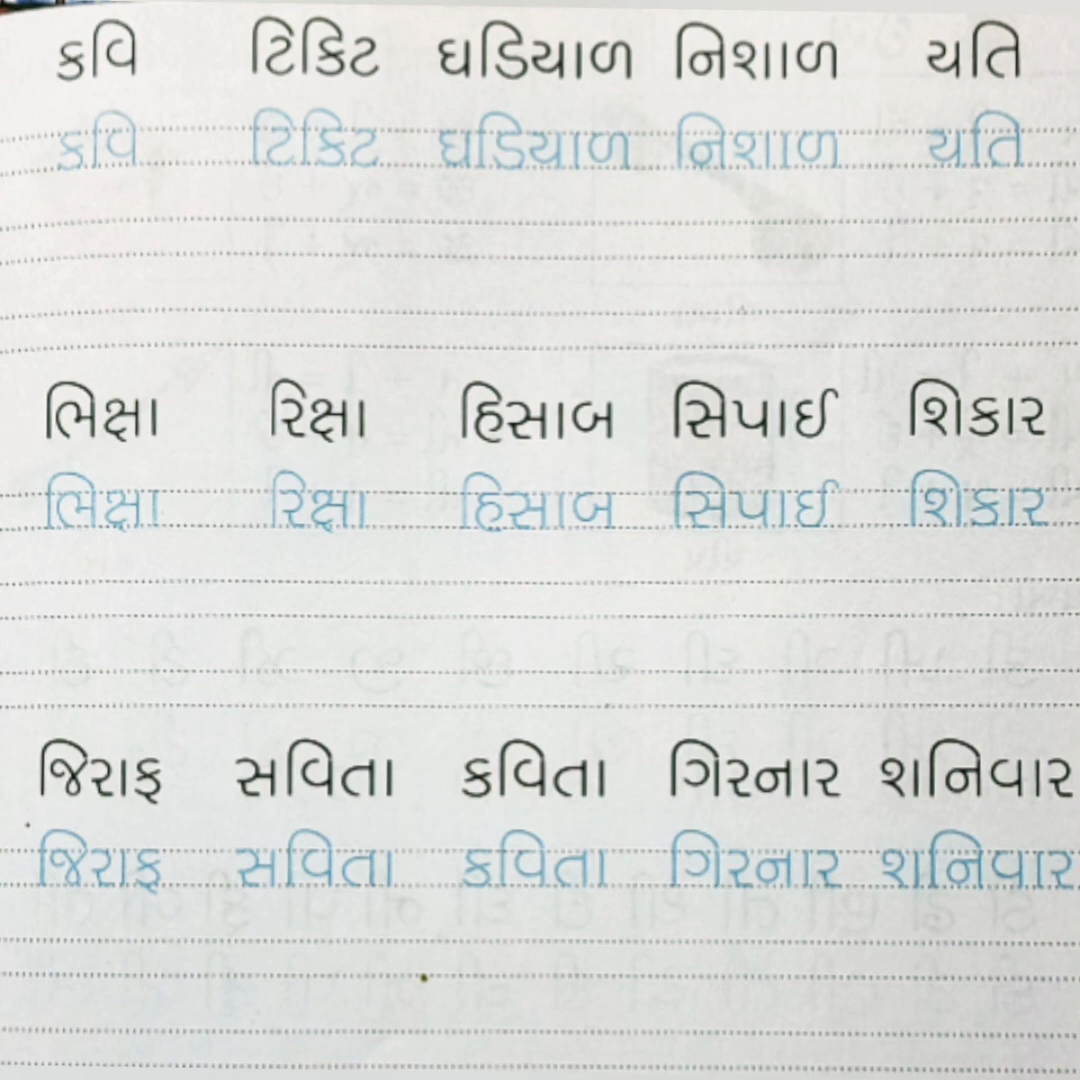 કવિ ટિકિટ ઘડિયાળ નિશાળ યતિ
કવિ ટિકિટ ઘડિયાળ નિશાળ યતિ
ભિક્ષા રિક્ષા હિસાબ સિપાઈ શિકાર
ભિક્ષા રિક્ષા હિસાબ સિપાઈ શિકાર
જિરાફ સવિતા કવિતા ગિરનાર શનિવાર
જિરાફ સવિતા કવિતા ગિરનાર શનિવાર